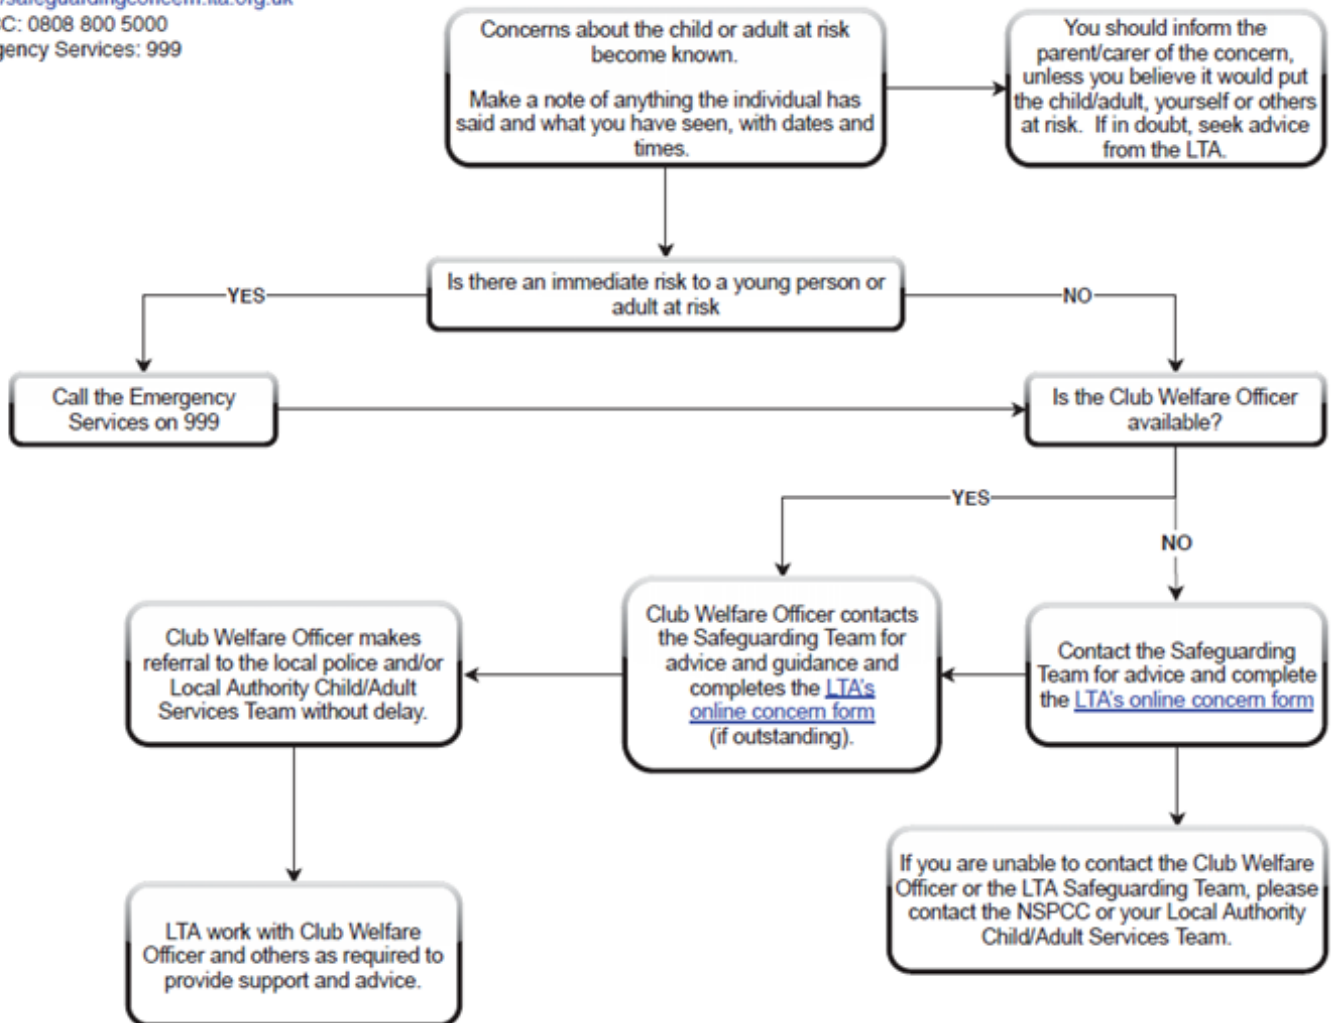 safeguardingconcern.lta.org.uk
0808 800 5000
Services: 999
Concerns about the child or adult at risk
become known.
Make a note of anything the individual has
said and what you have seen, with dates and
times.
You should inform the
parent/carer of the concern,
unless you believe it would put
the child/adult, yourself or others
at risk. If in doubt, seek advice
from the LTA.
Is there an immediate risk to a young person or
adult at risk
YES
NO
Call the Emergency
Services on 999
Is the Club Welfare Officer
available?
YES
NO
Club Welfare Officer makes
referral to the local police and/or
Local Authority Child/Adult
Services Team without delay.
Club Welfare Officer contacts
the Safeguarding Team for
advice and guidance and
completes the LTA's
online concern form
(if outstanding).
Contact the Safeguarding
Team for advice and complete
the LTA's online concern form
LTA work with Club Welfare
Officer and others as required to
provide support and advice.
If you are unable to contact the Club Welfare
Officer or the LTA Safeguarding Team, please
contact the NSPCC or your Local Authority
Child/Adult Services Team.